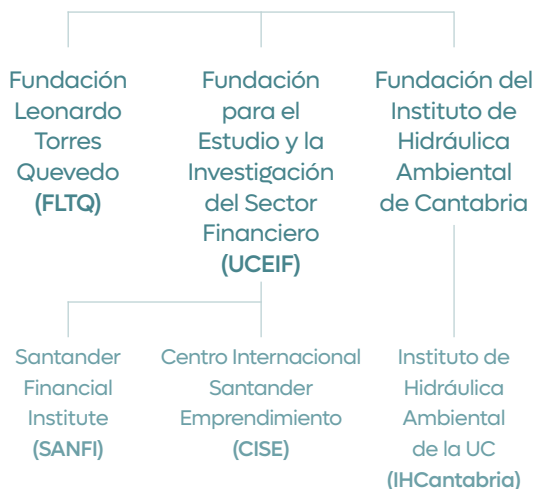 Fundación
Leonardo
Torres
Quevedo
(FLTQ)
Fundación
para el
Estudio y la
Investigación
del Sector
Financiero
(UCEIF)
Fundación del
Instituto de
Hidráulica
Ambiental
de Cantabria
Santander
Financial
Institute
(SANFI)
Centro Internacional
Santander
Emprendimiento
(CISE)
Instituto de
Hidráulica
Ambiental
de la UC
(IHCantabria)